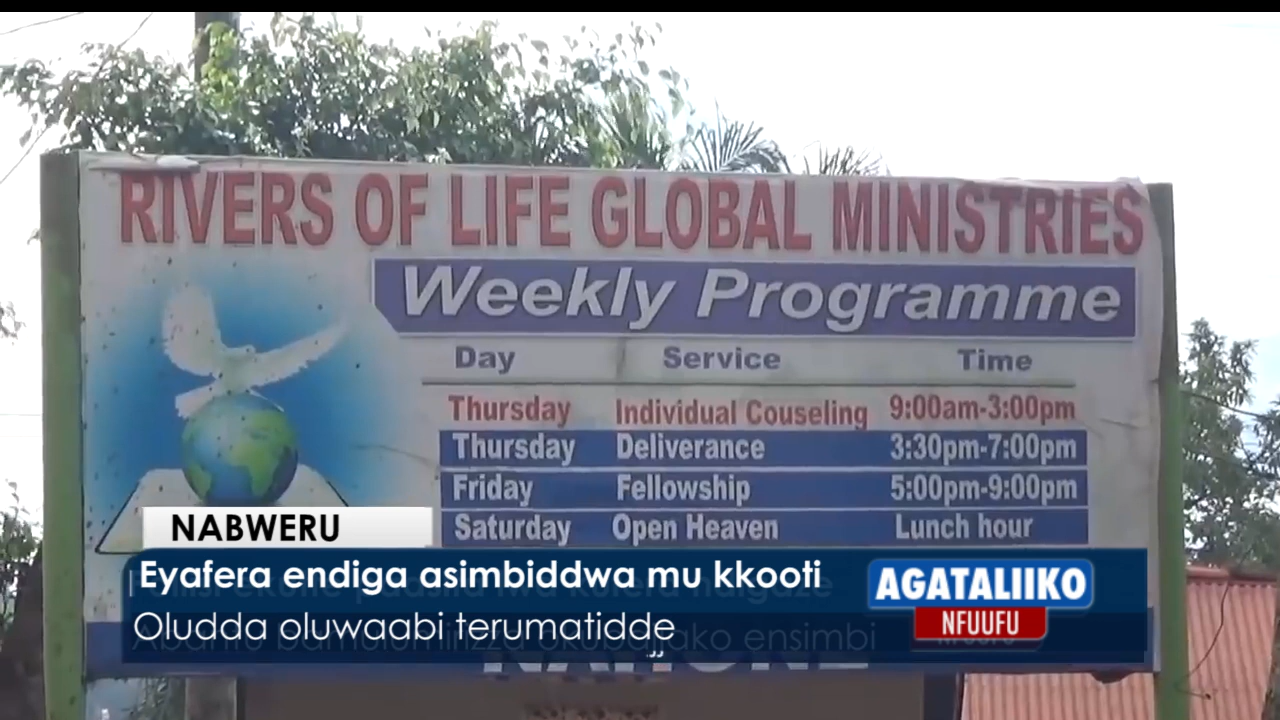 RIVERS OF LIFE GLOBAL MINISTRIES
Weekly Programme
Day Service Time
Thursday Individual Couseling 9:00am-3:00pm
Thursday Deliverance 3:30pm-7:00pm
Friday Fellowship 5:00pm-9:00pm
Saturday Open Heaven Lunch hour
NABWERU
Eyafera endiga asimbiddwa mu kkooti
Oludda oluwaabi terumatidde
AGATALIIKO
NFUUFU